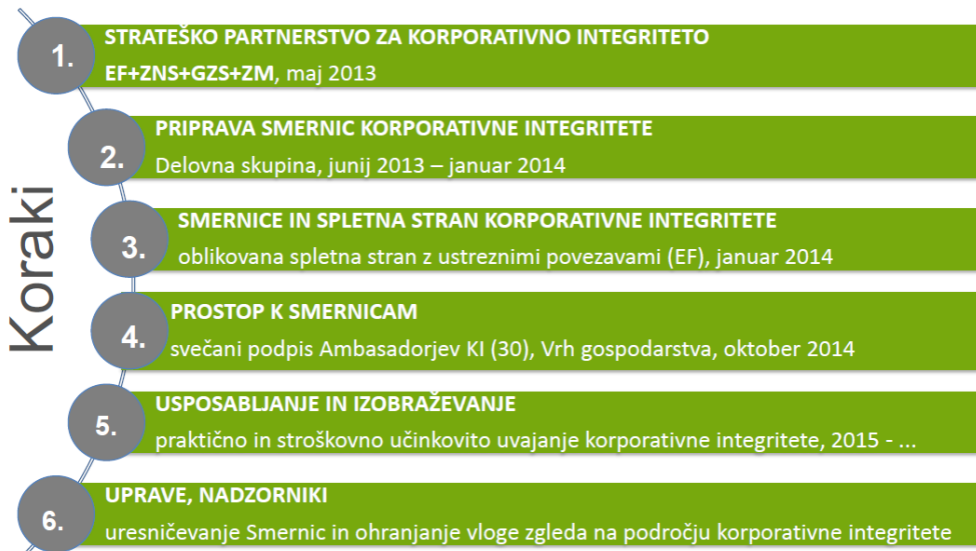 Koraki
1. STRATEŠKO PARTNERSTVO ZA KORPORATIVNO INTEGRITETO
EF+ZNS+GZS+ZM, maj 2013
2. PRIPRAVA SMERNIC KORPORATIVNE INTEGRITETE
Delovna skupina, junij 2013 – januar 2014
3. SMERNICE IN SPLETNA STRAN KORPORATIVNE INTEGRITETE
oblikovana spletna stran z ustreznimi povezavami (EF), januar 2014
4. PROSTOP K SMERNICAM
svečani podpis Ambasadorjev KI (30), Vrh gospodarstva, oktober 2014
5. USPOSABLJANJE IN IZOBRAŽEVANJE
praktično in stroškovno učinkovito uvajanje korporativne integritete, 2015 - ...
6. UPRAVE, NADZORNIKI
uresničevanje Smernic in ohranjanje vloge zgleda na področju korporativne integritete